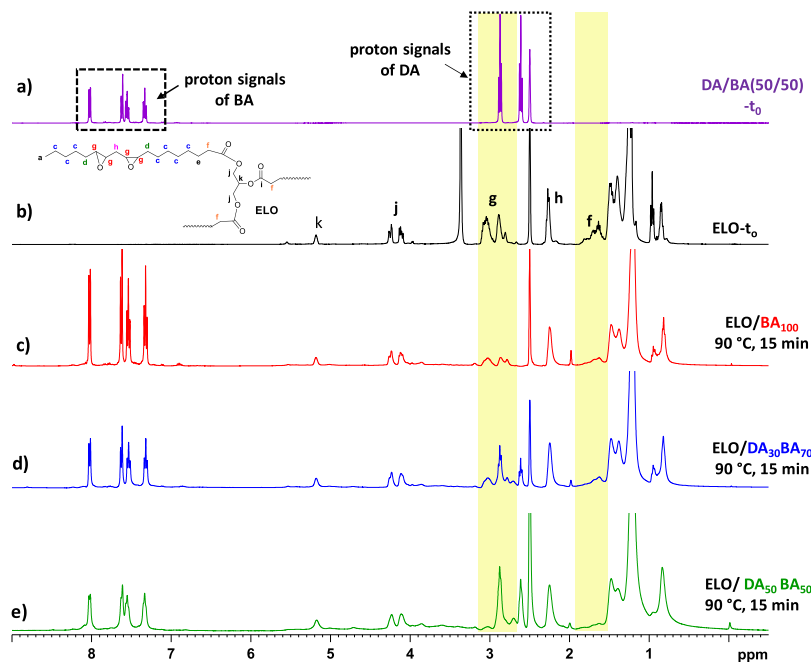 a)
proton signals
of BA
proton signals
of DA
DA/BA(50/50)
-t0
a c c c d g O g h g O g d c c c c c e f O
O
j k O i O f
j
O
f O
ELO
b)
k
j
g
h
f
ELO-to
c)
ELO/BA100
90 °C, 15 min
d)
ELO/DA30BA70
90 °C, 15 min
e)
ELO/ DA50 BA50
90 °C, 15 min
8 7 6 5 4 3 2 1 ppm